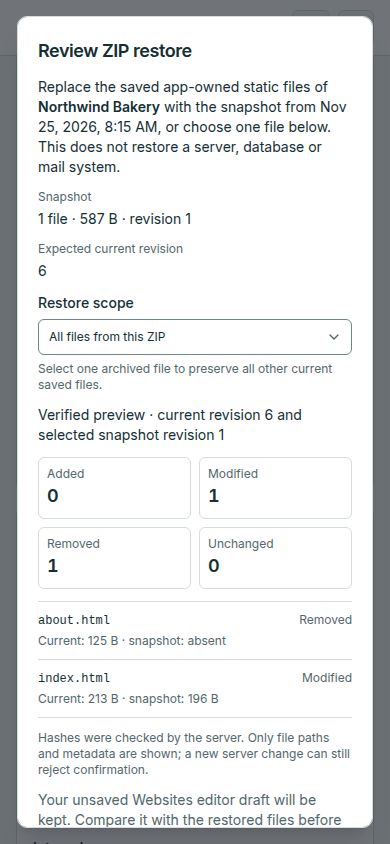 Review ZIP restore
Replace the saved app-owned static files of
Northwind Bakery with the snapshot from Nov
25, 2026, 8:15 AM, or choose one file below.
This does not restore a server, database or
mail system.
Snapshot
1 file · 587 B · revision 1
Expected current revision
6
Restore scope
All files from this ZIP
Select one archived file to preserve all other current
saved files.
Verified preview · current revision 6 and
selected snapshot revision 1
Added
0
Modified
1
Removed
1
Unchanged
0
about.html Removed
Current: 125 B · snapshot: absent
index.html Modified
Current: 213 B · snapshot: 196 B
Hashes were checked by the server. Only file paths
and metadata are shown; a new server change can still
reject confirmation.
Your unsaved Websites editor draft will be
kept. Compare it with the restored files before